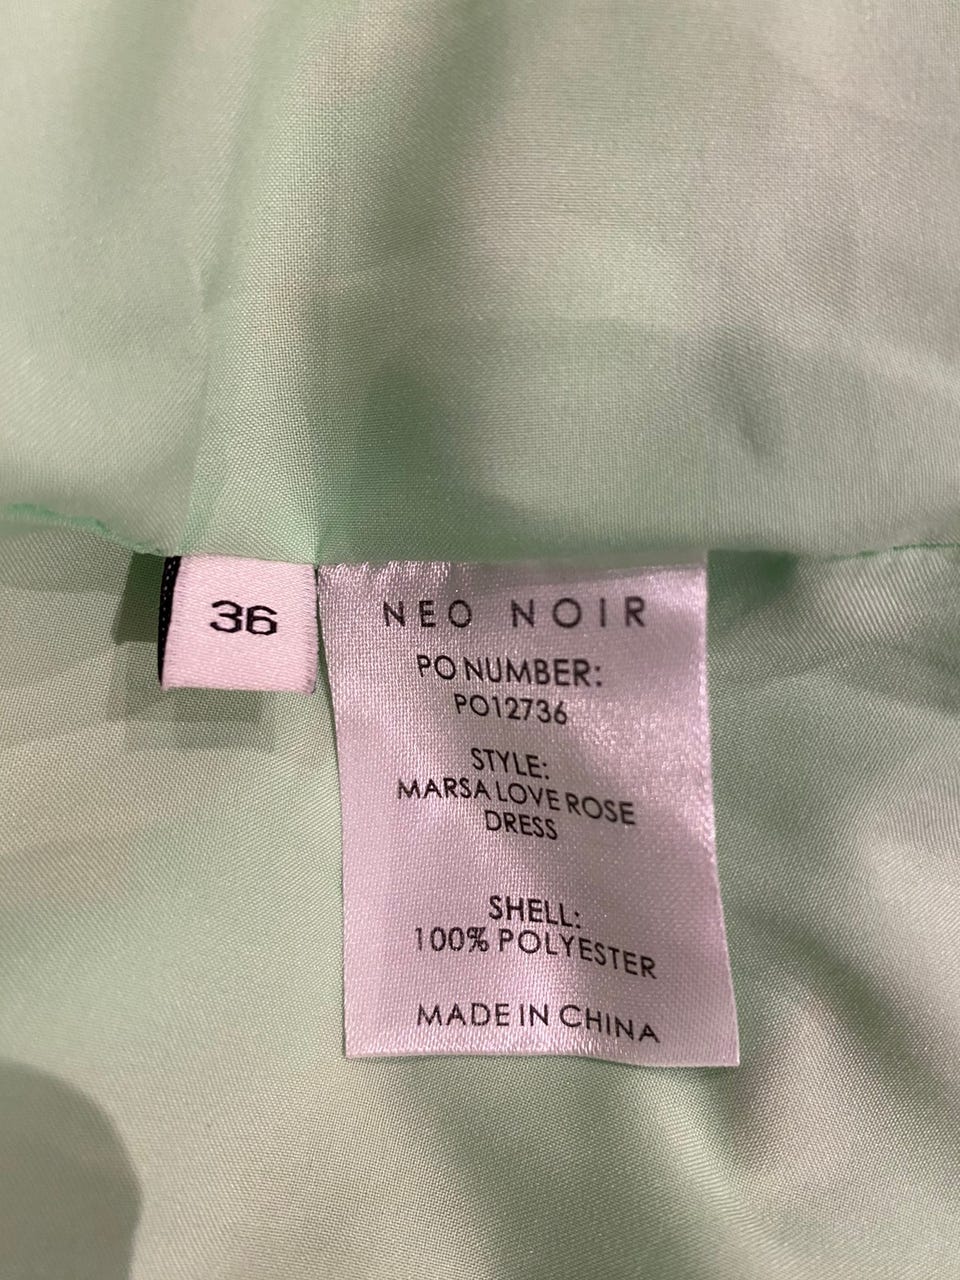 36
NEO NOIR
PO NUMBER:
PO12736
STYLE:
MARSA LOVE ROSE
DRESS
SHELL:
100% POLYESTER
MADE IN CHINA